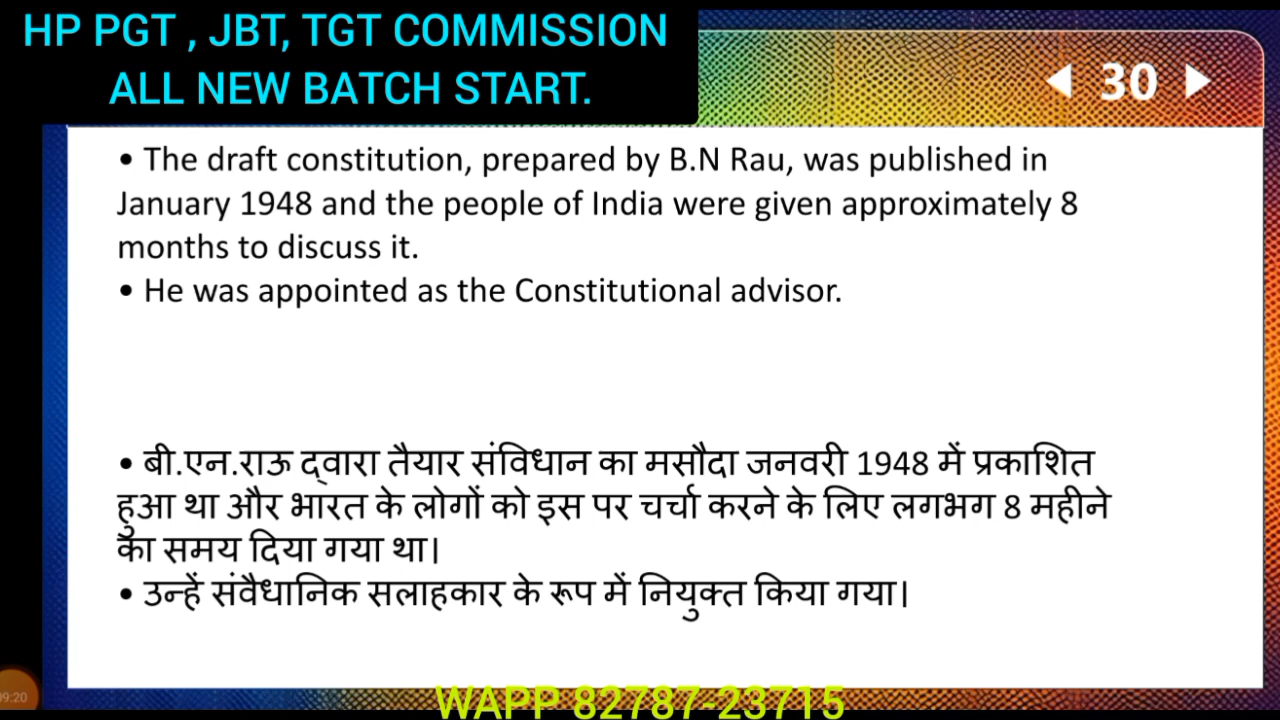 HP PGT , JBT, TGT COMMISSION
ALL NEW BATCH START.
30
• The draft constitution, prepared by B.N Rau, was published in
January 1948 and the people of India were given approximately 8
months to discuss it.
• He was appointed as the Constitutional advisor.
• बी.एन.राऊ द्वारा तैयार संविधान का मसौदा जनवरी 1948 में प्रकाशित
हुआ था और भारत के लोगों को इस पर चर्चा करने के लिए लगभग 8 महीने
का समय दिया गया था।
• उन्हें संवैधानिक सलाहकार के रूप में नियुक्त किया गया।
09:20
WAPP 82787-23715